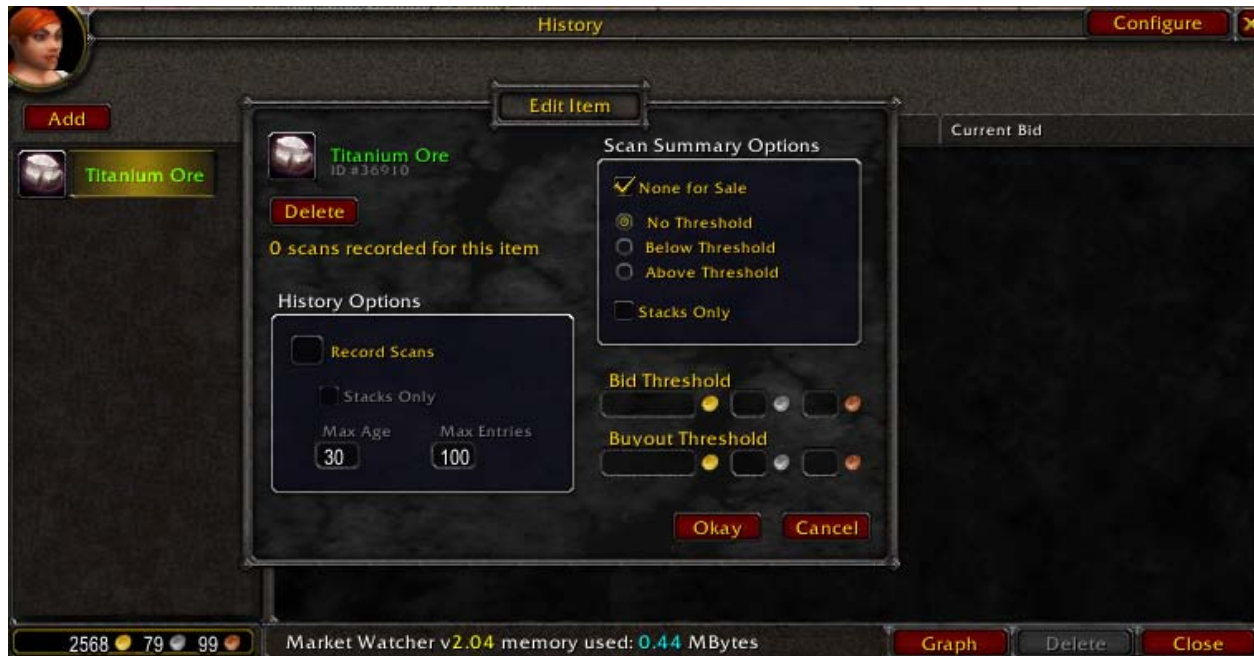 History
Configure
Add
Edit Item
Current Bid
Titanium Ore
Titanium Ore
ID #36910
Delete
0 scans recorded for this item
History Options
Record Scans
Stacks Only
Max Age Max Entries
30 100
Scan Summary Options
None for Sale
No Threshold
Below Threshold
Above Threshold
Stacks Only
Bid Threshold
Buyout Threshold
Okay Cancel
2568 79 99
Market Watcher v2.04 memory used: 0.44 MBytes
Graph Delete Close